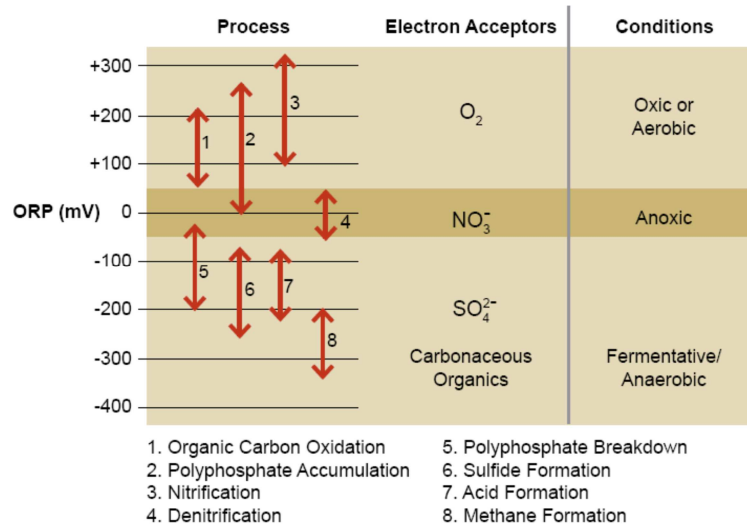 Process Electron Acceptors Conditions
+300
3
+200 O₂ Oxic or
1 2 Aerobic
+100
ORP (mV) 0 4 NO₃⁻ Anoxic
-100
5 6 7
-200 SO₄²⁻
8
-300 Carbonaceous Fermentative/
Organics Anaerobic
-400
1. Organic Carbon Oxidation 5. Polyphosphate Breakdown
2. Polyphosphate Accumulation 6. Sulfide Formation
3. Nitrification 7. Acid Formation
4. Denitrification 8. Methane Formation